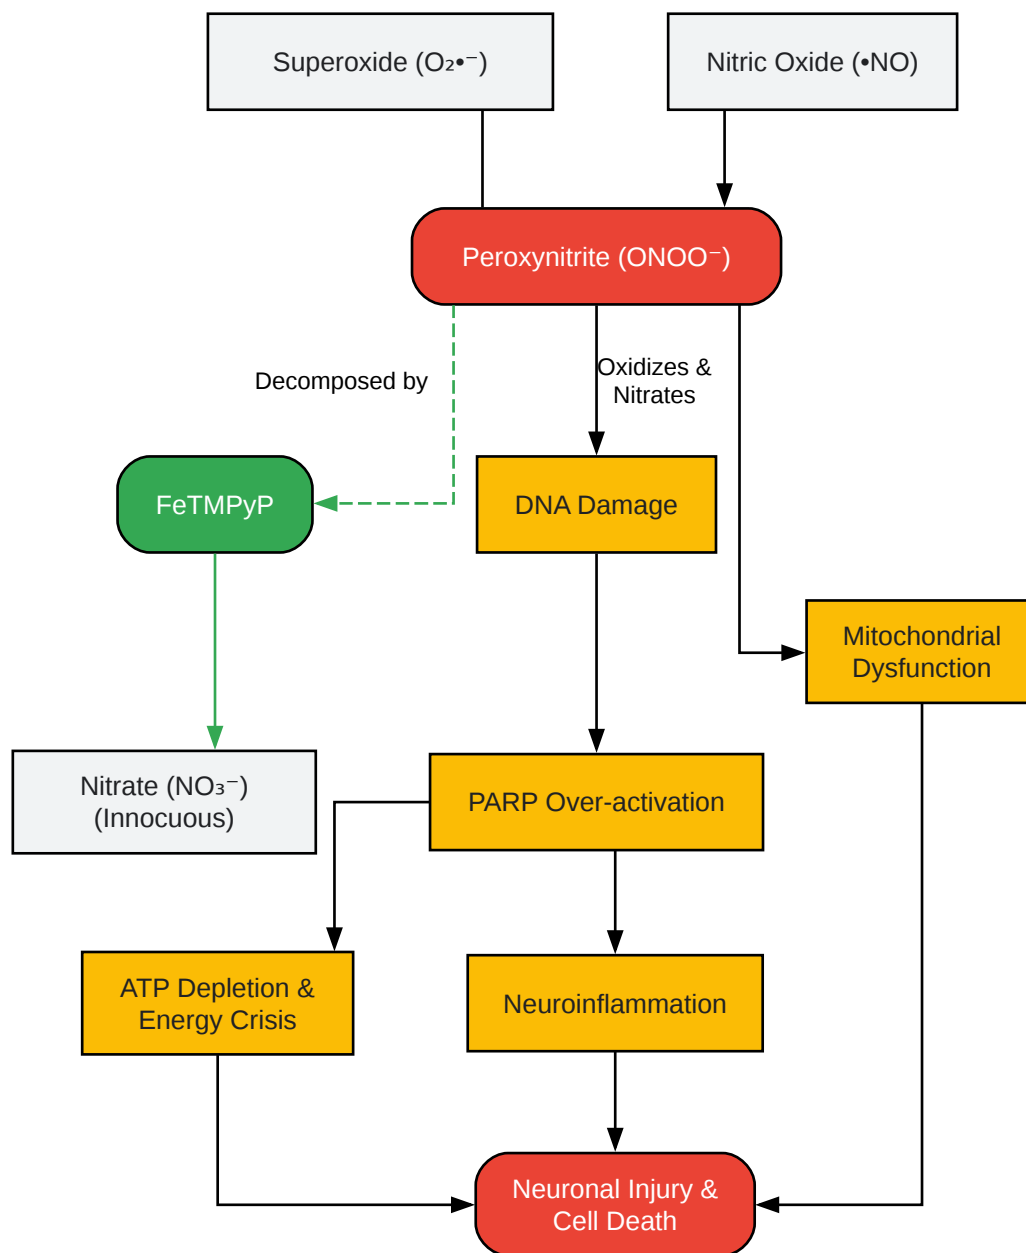 Superoxide (O₂•⁻)
Nitric Oxide (•NO)
Peroxynitrite (ONOO⁻)
Decomposed by
Oxidizes &
Nitrates
FeTMPyP
DNA Damage
Mitochondrial
Dysfunction
Nitrate (NO₃⁻)
(Innocuous)
PARP Over-activation
ATP Depletion &
Energy Crisis
Neuroinflammation
Neuronal Injury &
Cell Death